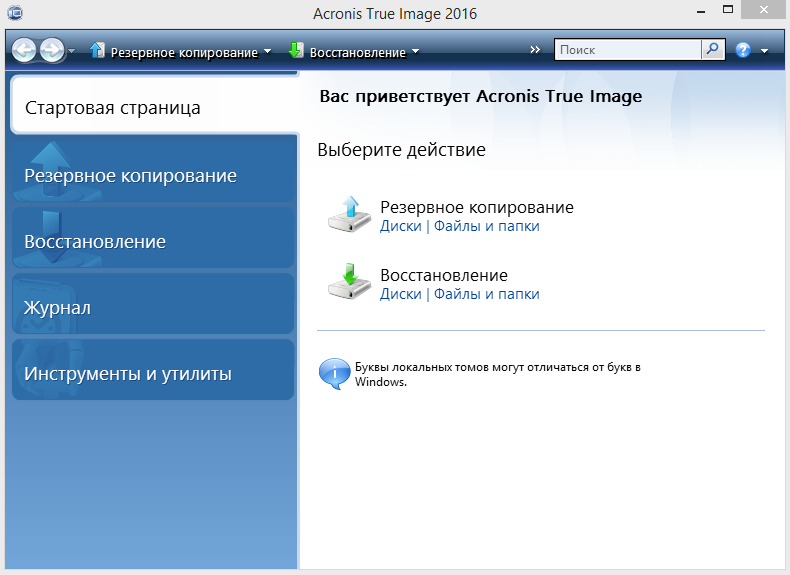 Acronis True Image 2016
Резервное копирование
Восстановление
»
Поиск
?
Стартовая страница
Резервное копирование
Восстановление
Журнал
Инструменты и утилиты
Вас приветствует Acronis True Image
Выберите действие
Резервное копирование
Диски | Файлы и папки
Восстановление
Диски | Файлы и папки
Буквы локальных томов могут отличаться от букв в
Windows.